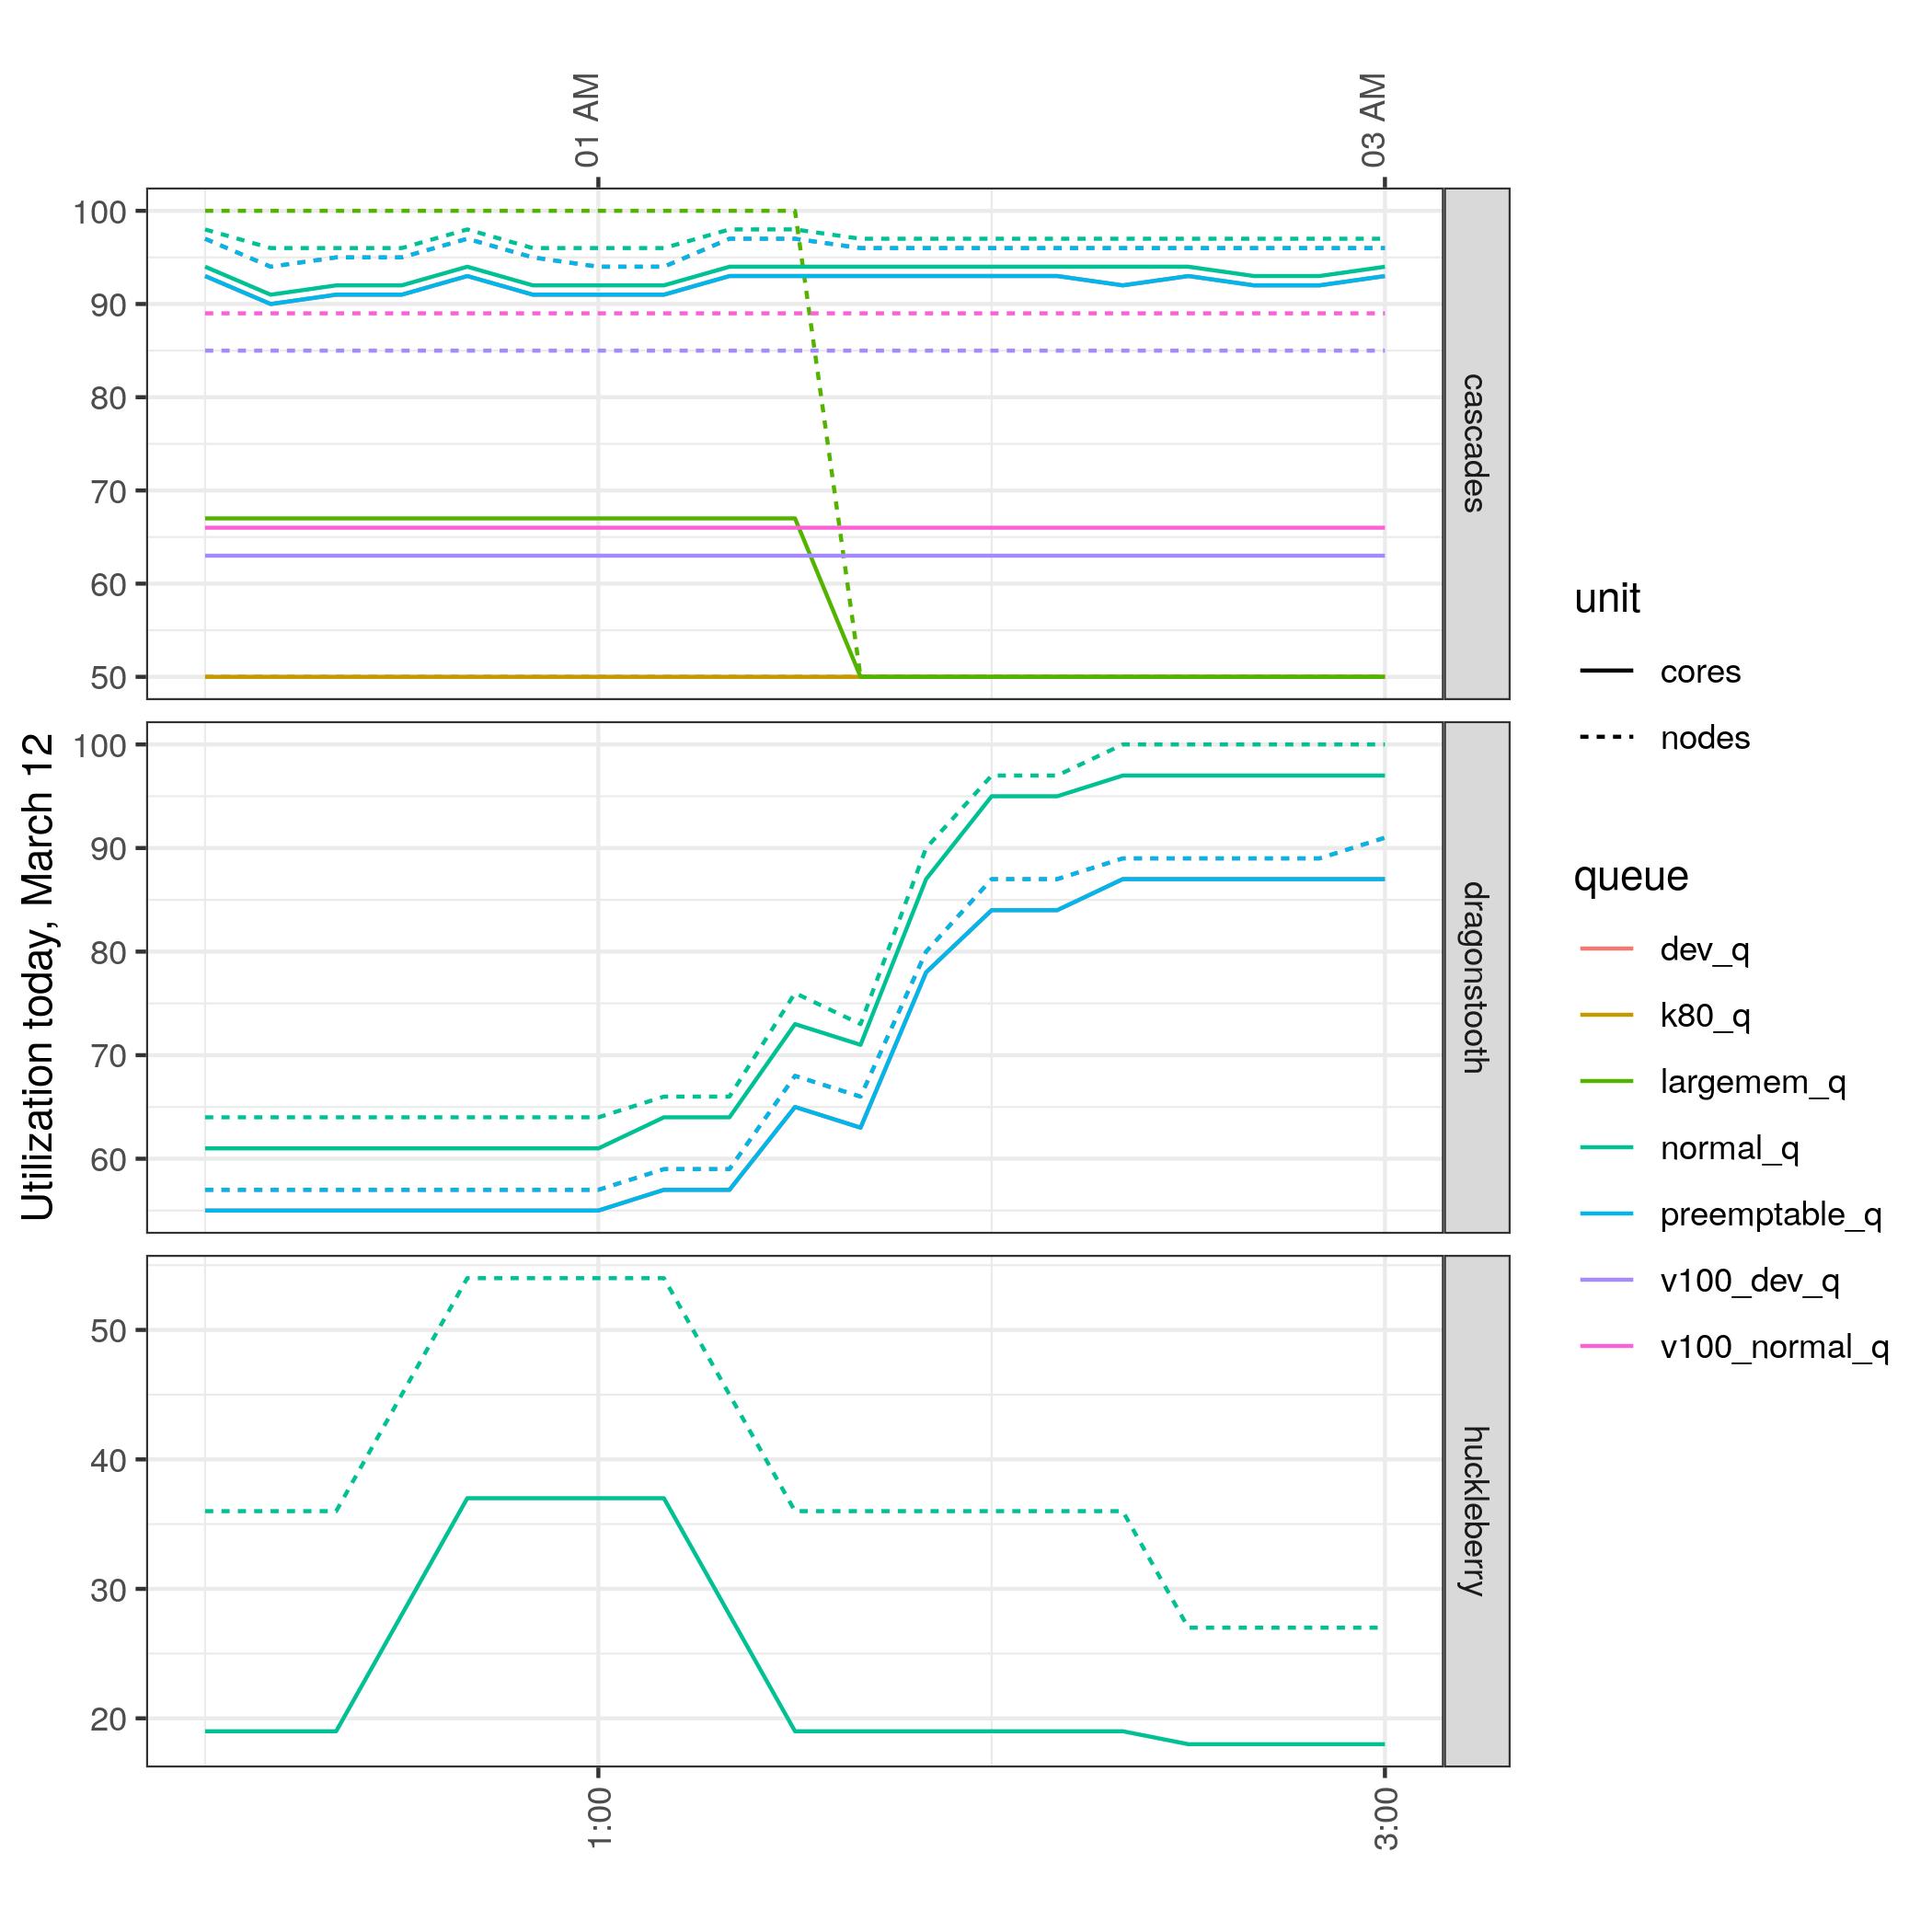 01 AM
03 AM
100
90
80
70
60
50
cascades
Utilization today, March 12
100
90
80
70
60
dragonstooth
50
40
30
20
huckleberry
1:00
3:00
unit
cores
nodes
queue
dev_q
k80_q
largemem_q
normal_q
preemptable_q
v100_dev_q
v100_normal_q